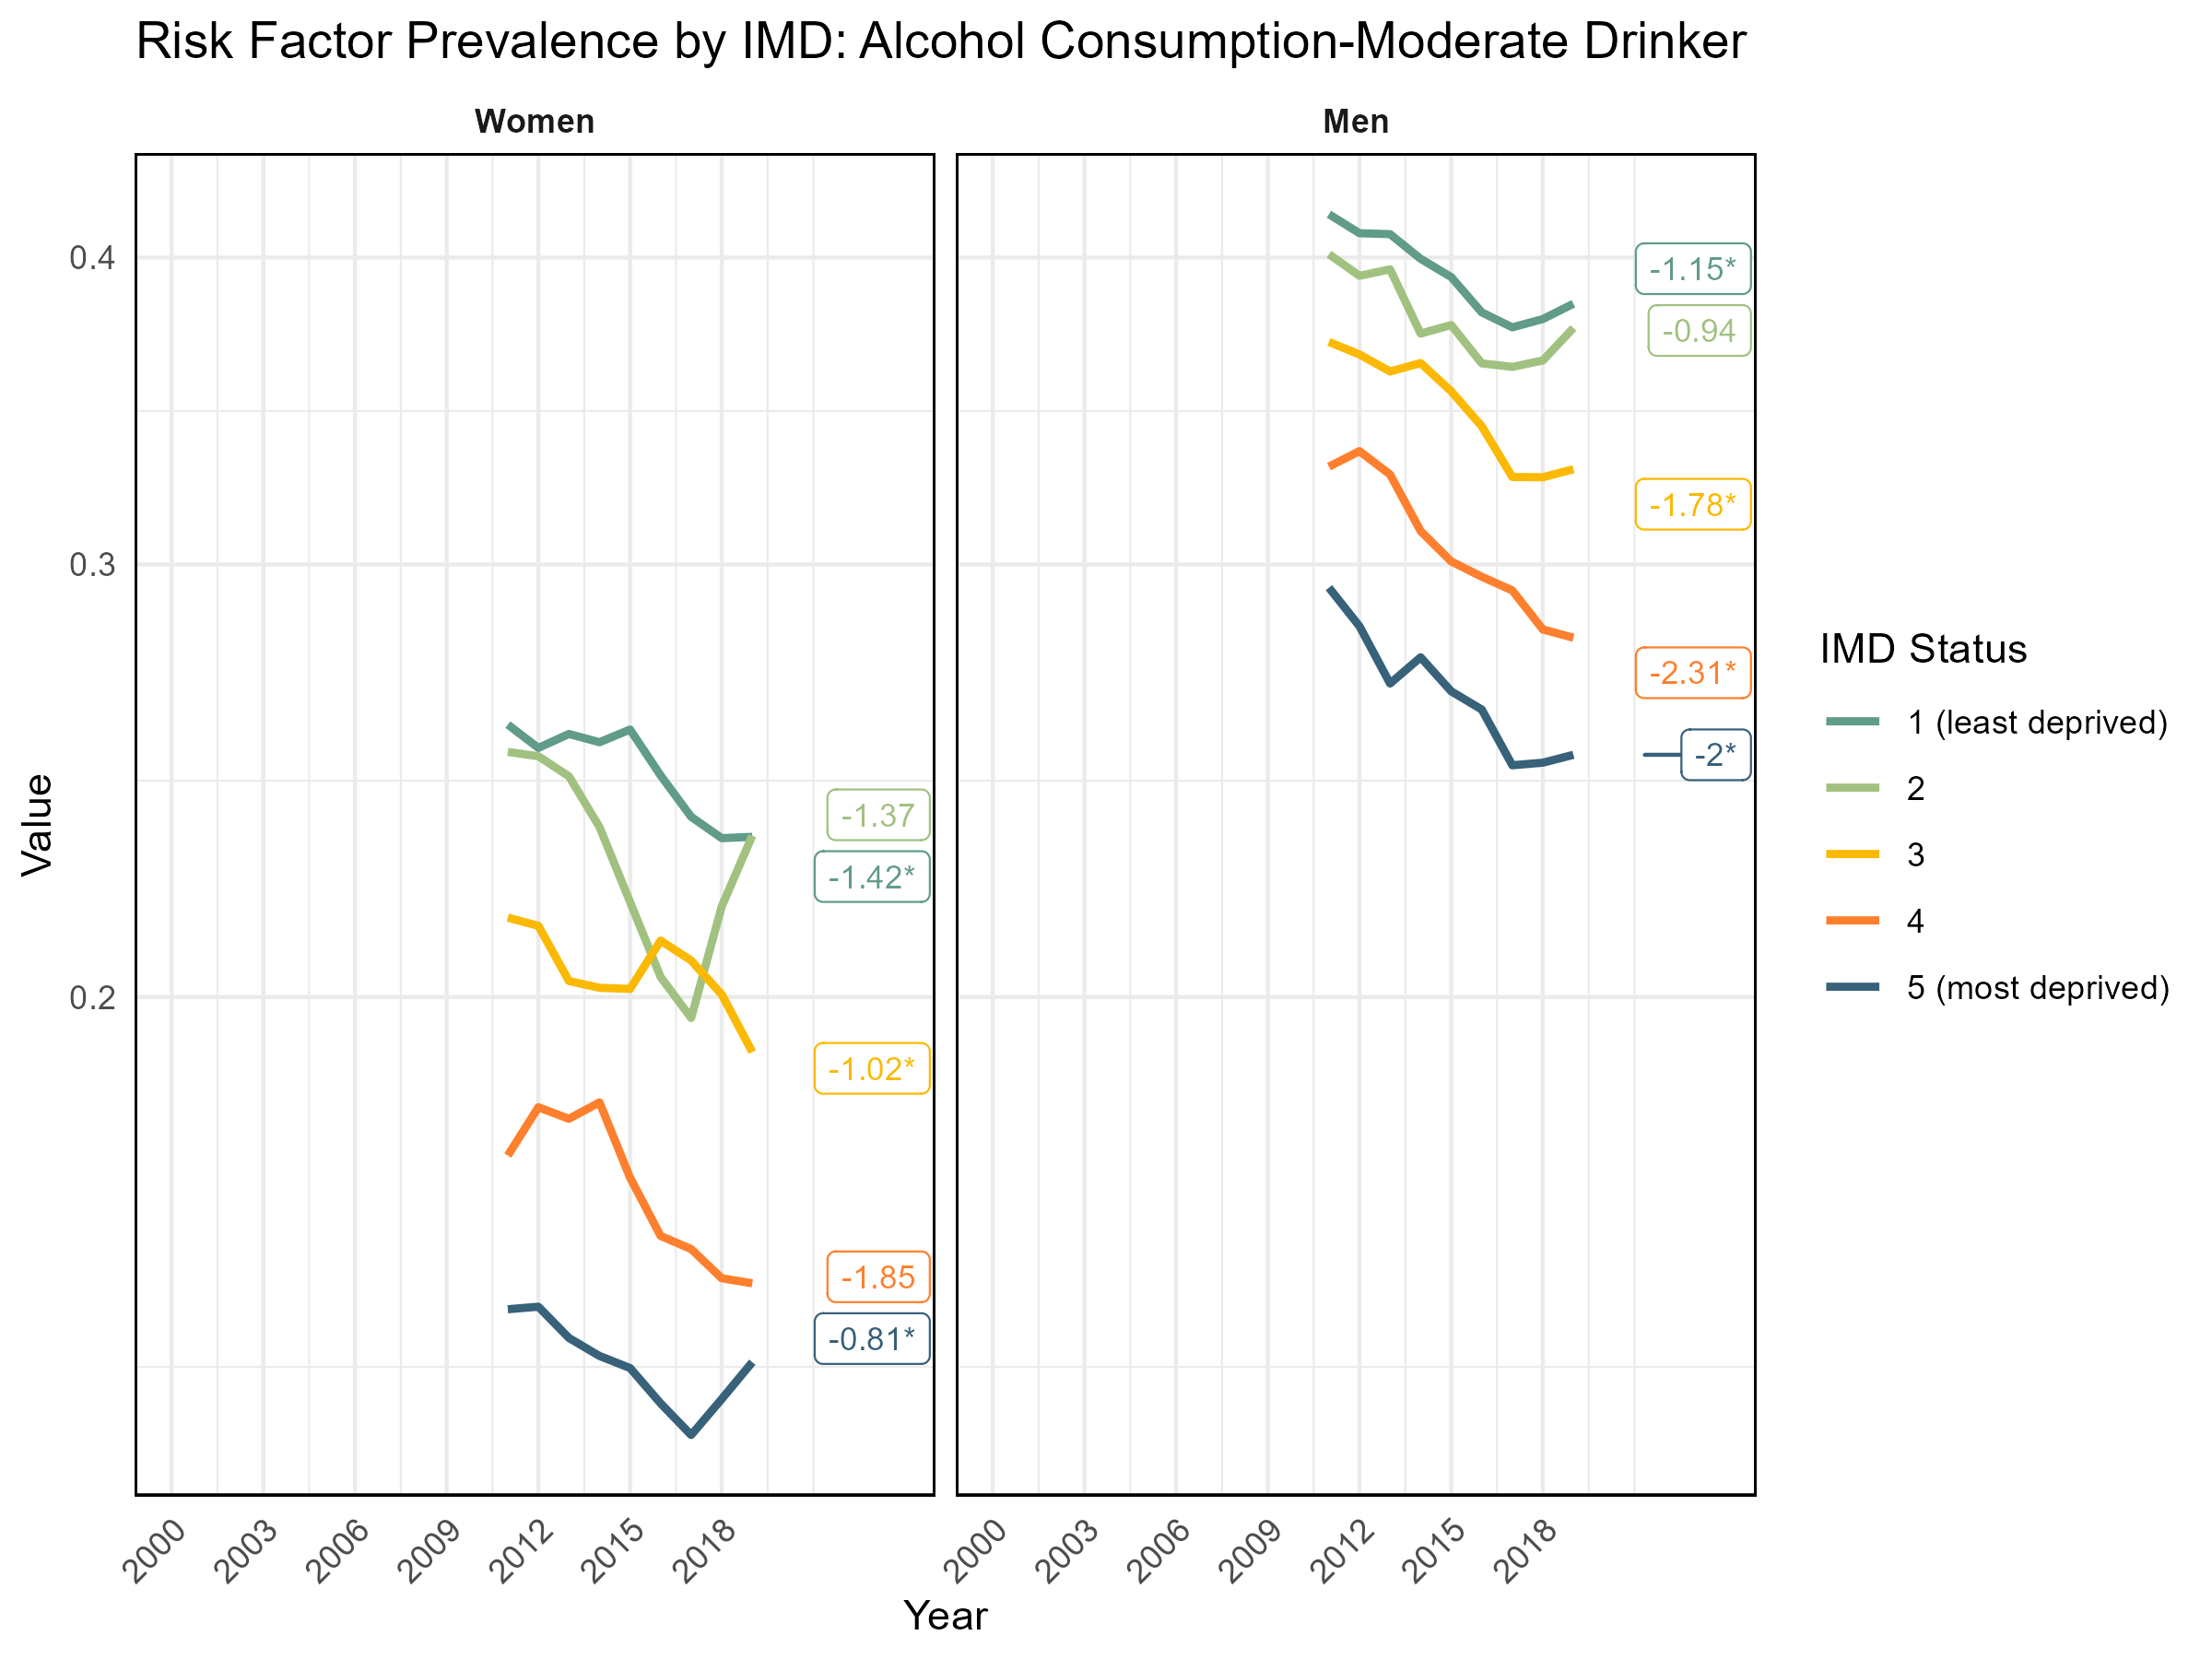 Risk Factor Prevalence by IMD: Alcohol Consumption-Moderate Drinker
Women
Men
0.4
0.3
0.2
Value
-1.37
-1.42*
-1.02*
-1.85
-0.81*
-1.15*
-0.94
-1.78*
-2.31*
-2*
2000 2003 2006 2009 2012 2015 2018
2000 2003 2006 2009 2012 2015 2018
Year
IMD Status
1 (least deprived)
2
3
4
5 (most deprived)